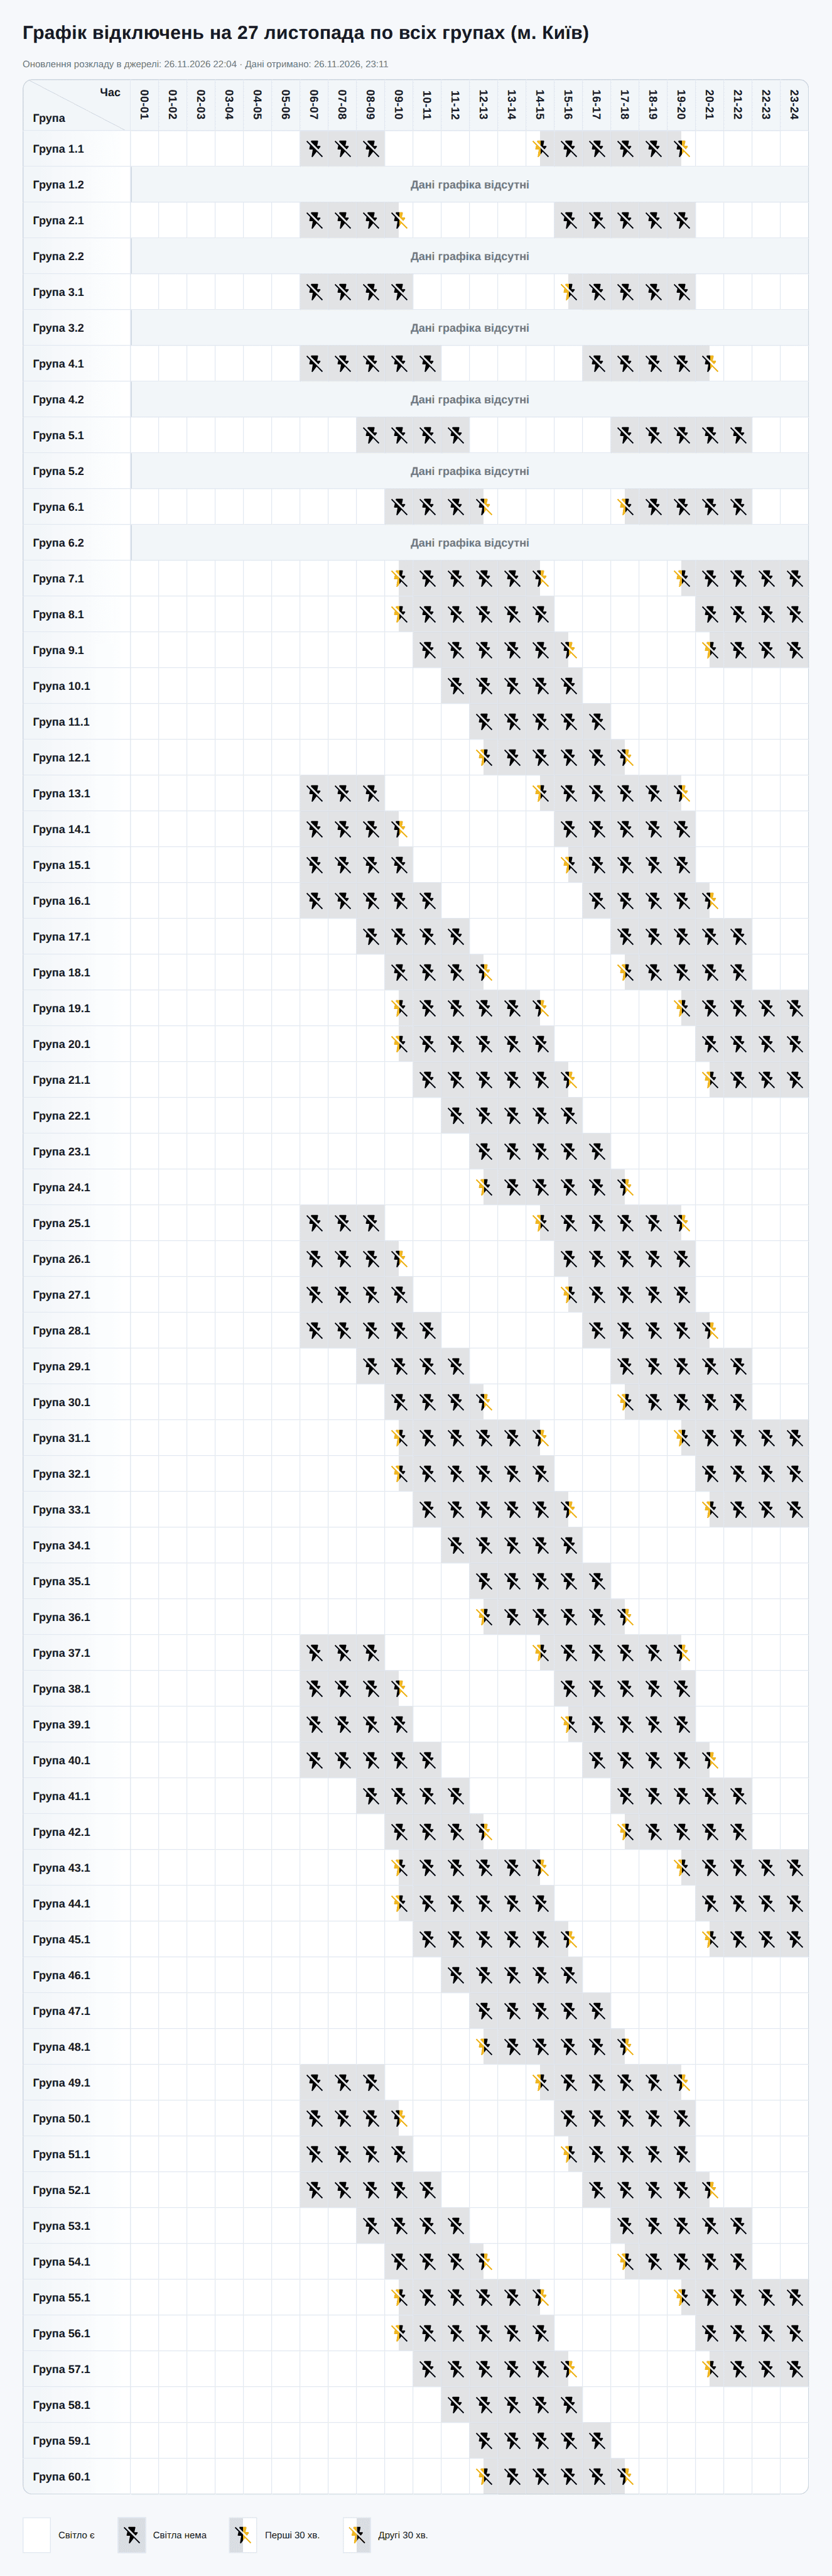 Графік відключень на 27 листопада по всіх групах (м. Київ)
Оновлення розкладу в джерелі: 26.11.2026 22:04 · Дані отримано: 26.11.2026, 23:11
Час
Група
00-01
01-02
02-03
03-04
04-05
05-06
06-07
07-08
08-09
09-10
10-11
11-12
12-13
13-14
14-15
15-16
16-17
17-18
18-19
19-20
20-21
21-22
22-23
23-24
Група 1.1
Група 1.2
Дані графіка відсутні
Група 2.1
Група 2.2
Дані графіка відсутні
Група 3.1
Група 3.2
Дані графіка відсутні
Група 4.1
Група 4.2
Дані графіка відсутні
Група 5.1
Група 5.2
Дані графіка відсутні
Група 6.1
Група 6.2
Дані графіка відсутні
Група 7.1
Група 8.1
Група 9.1
Група 10.1
Група 11.1
Група 12.1
Група 13.1
Група 14.1
Група 15.1
Група 16.1
Група 17.1
Група 18.1
Група 19.1
Група 20.1
Група 21.1
Група 22.1
Група 23.1
Група 24.1
Група 25.1
Група 26.1
Група 27.1
Група 28.1
Група 29.1
Група 30.1
Група 31.1
Група 32.1
Група 33.1
Група 34.1
Група 35.1
Група 36.1
Група 37.1
Група 38.1
Група 39.1
Група 40.1
Група 41.1
Група 42.1
Група 43.1
Група 44.1
Група 45.1
Група 46.1
Група 47.1
Група 48.1
Група 49.1
Група 50.1
Група 51.1
Група 52.1
Група 53.1
Група 54.1
Група 55.1
Група 56.1
Група 57.1
Група 58.1
Група 59.1
Група 60.1
Світло є
Світла нема
Перші 30 хв.
Другі 30 хв.